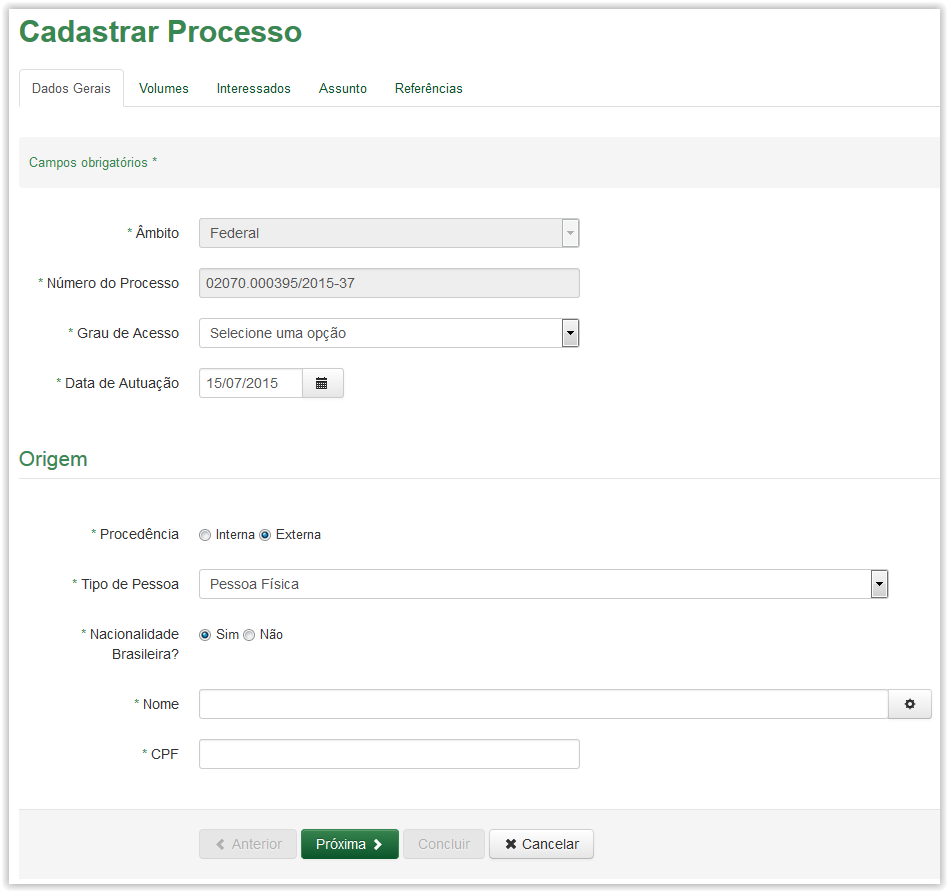 Cadastrar Processo
Dados Gerais Volumes Interessados Assunto Referências
Campos obrigatórios *
* Âmbito Federal
* Número do Processo 02070.000395/2015-37
* Grau de Acesso Selecione uma opção
* Data de Autuação 15/07/2015
Origem
* Procedência Interna Externa
* Tipo de Pessoa Pessoa Física
* Nacionalidade Sim Não
Brasileira?
* Nome
* CPF
Anterior Próxima Concluir Cancelar